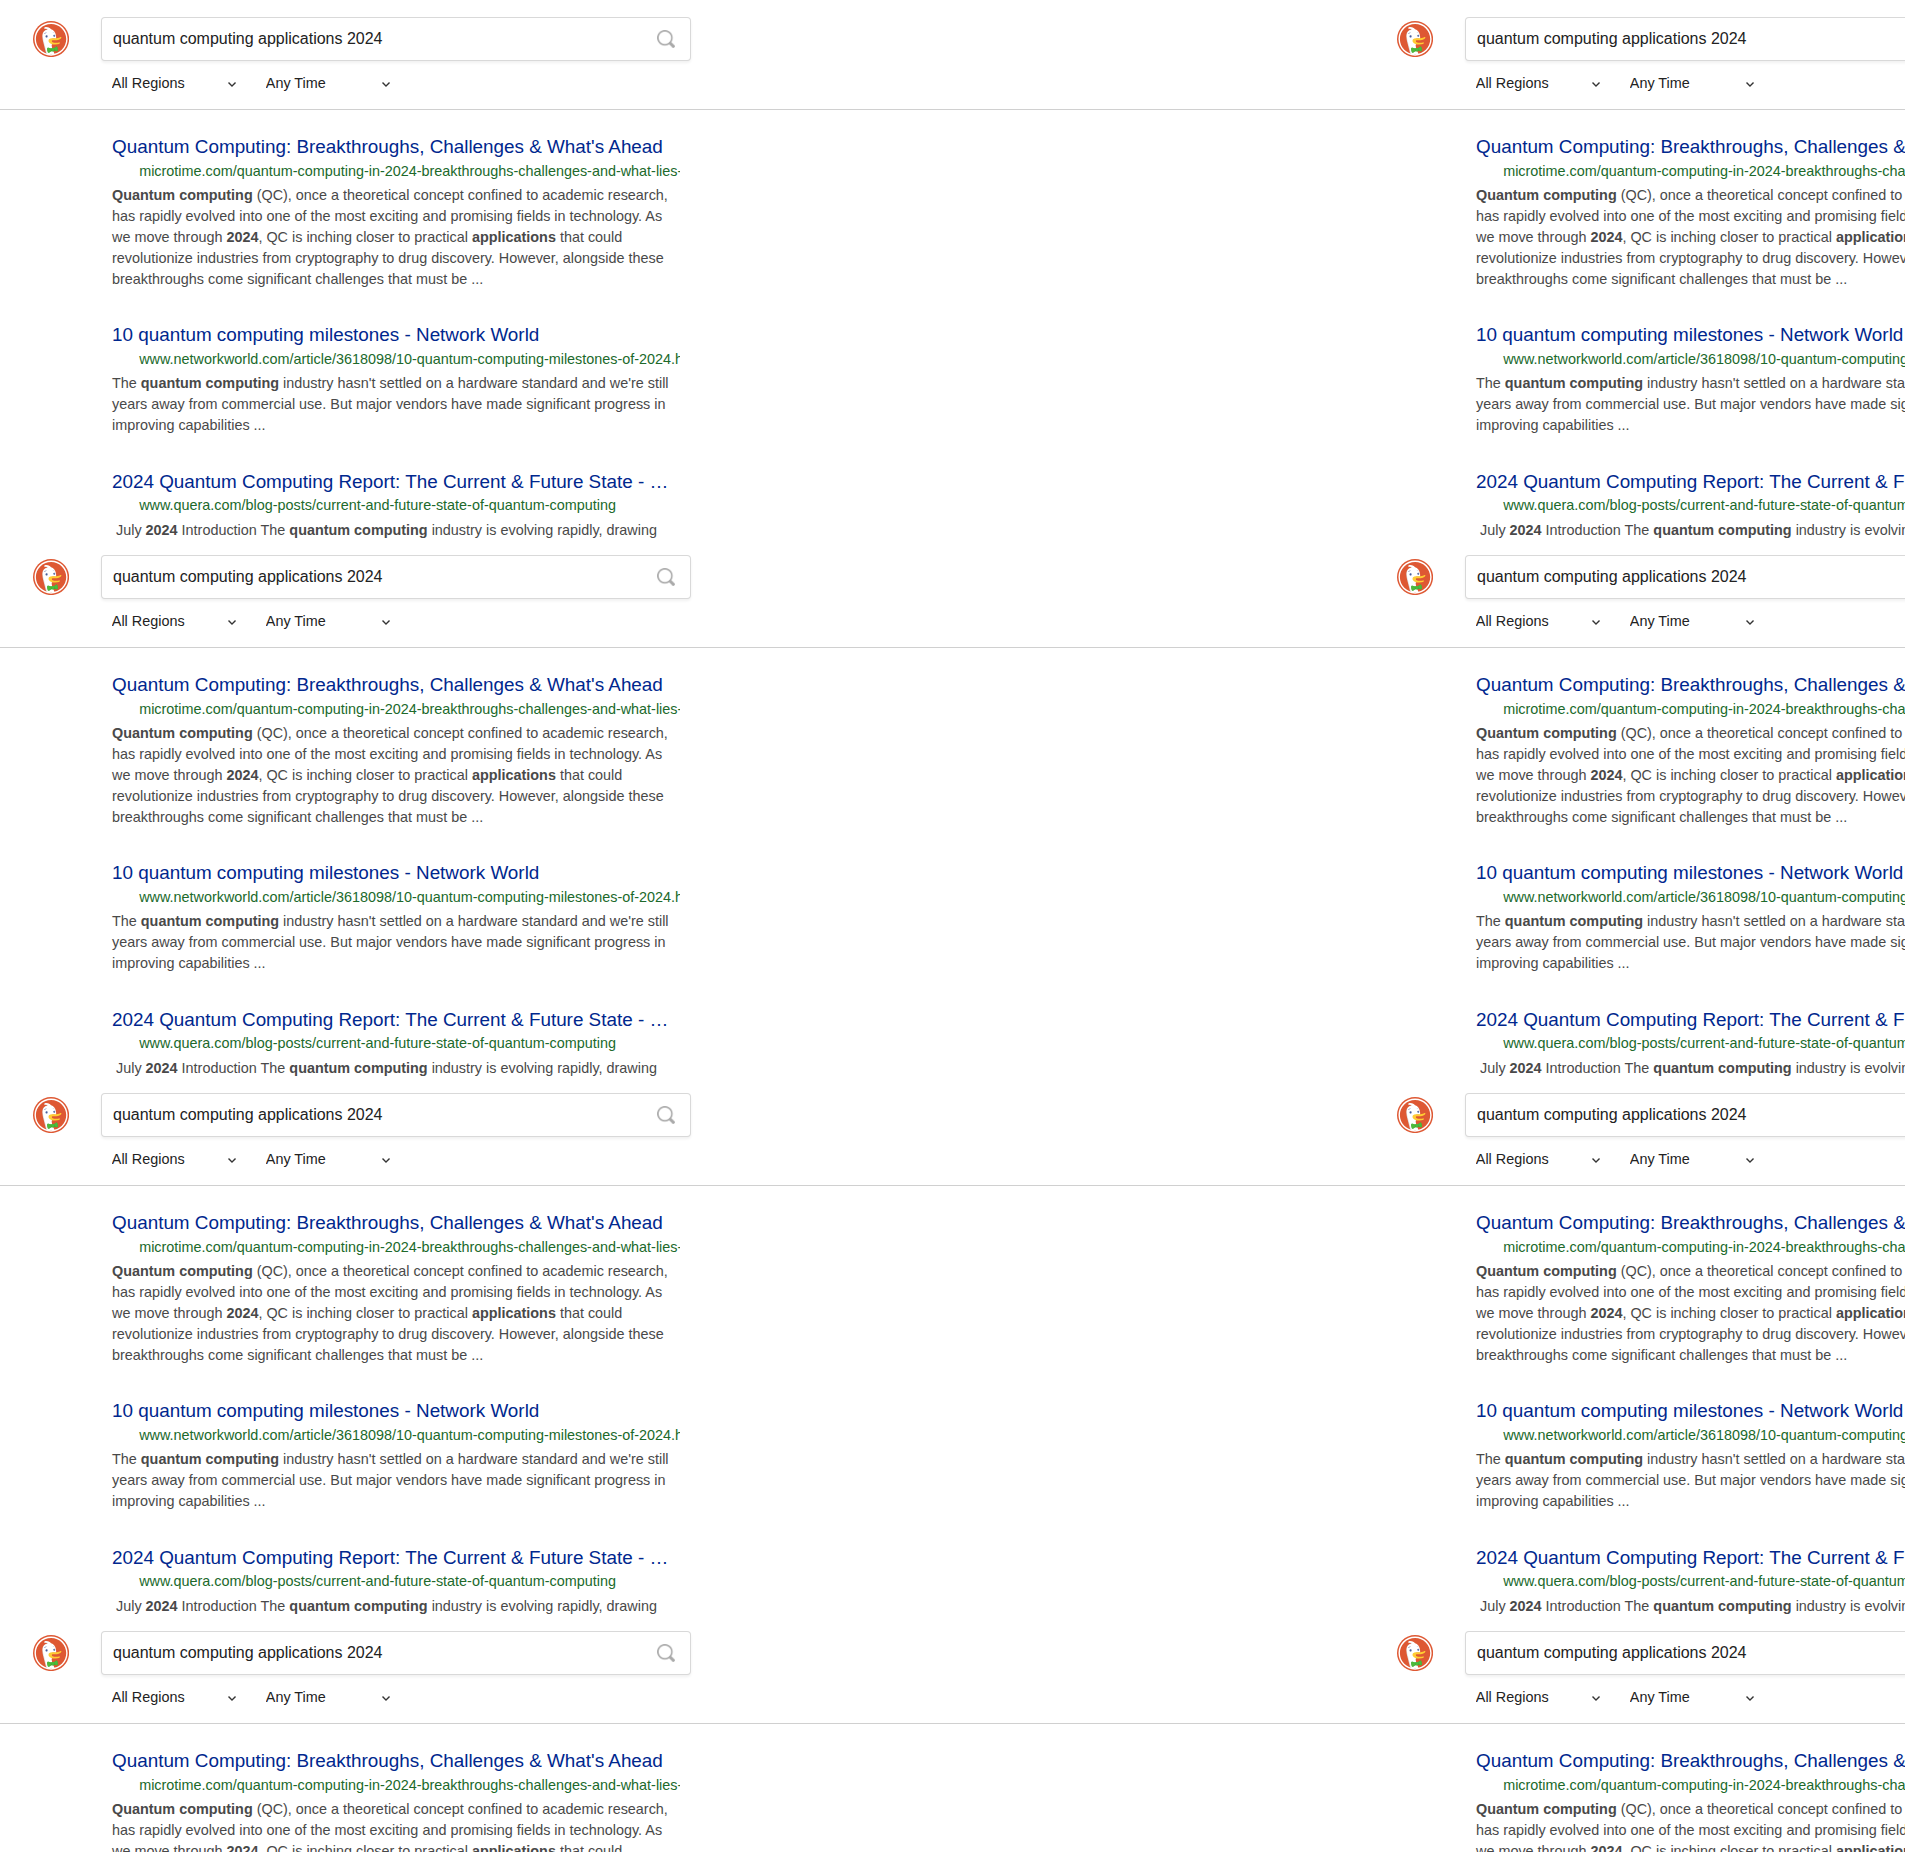 quantum computing applications 2024
All Regions Any Time
Quantum Computing: Breakthroughs, Challenges & What's Ahead
microtime.com/quantum-computing-in-2024-breakthroughs-challenges-and-what-lies-
Quantum computing (QC), once a theoretical concept confined to academic research,
has rapidly evolved into one of the most exciting and promising fields in technology. As
we move through 2024, QC is inching closer to practical applications that could
revolutionize industries from cryptography to drug discovery. However, alongside these
breakthroughs come significant challenges that must be ...
10 quantum computing milestones - Network World
www.networkworld.com/article/3618098/10-quantum-computing-milestones-of-2024.h
The quantum computing industry hasn't settled on a hardware standard and we're still
years away from commercial use. But major vendors have made significant progress in
improving capabilities ...
2024 Quantum Computing Report: The Current & Future State - …
www.quera.com/blog-posts/current-and-future-state-of-quantum-computing
July 2024 Introduction The quantum computing industry is evolving rapidly, drawing
quantum computing applications 2024
All Regions Any Time
Quantum Computing: Breakthroughs, Challenges & What's Ahead
microtime.com/quantum-computing-in-2024-breakthroughs-challenges-and-what-lies-
Quantum computing (QC), once a theoretical concept confined to academic research,
has rapidly evolved into one of the most exciting and promising fields in technology. As
we move through 2024, QC is inching closer to practical applications that could
revolutionize industries from cryptography to drug discovery. However, alongside these
breakthroughs come significant challenges that must be ...
10 quantum computing milestones - Network World
www.networkworld.com/article/3618098/10-quantum-computing-milestones-of-2024.h
The quantum computing industry hasn't settled on a hardware standard and we're still
years away from commercial use. But major vendors have made significant progress in
improving capabilities ...
2024 Quantum Computing Report: The Current & Future State - …
www.quera.com/blog-posts/current-and-future-state-of-quantum-computing
July 2024 Introduction The quantum computing industry is evolving rapidly, drawing
quantum computing applications 2024
All Regions Any Time
Quantum Computing: Breakthroughs, Challenges & What's Ahead
microtime.com/quantum-computing-in-2024-breakthroughs-challenges-and-what-lies-
Quantum computing (QC), once a theoretical concept confined to academic research,
has rapidly evolved into one of the most exciting and promising fields in technology. As
we move through 2024, QC is inching closer to practical applications that could
revolutionize industries from cryptography to drug discovery. However, alongside these
breakthroughs come significant challenges that must be ...
10 quantum computing milestones - Network World
www.networkworld.com/article/3618098/10-quantum-computing-milestones-of-2024.h
The quantum computing industry hasn't settled on a hardware standard and we're still
years away from commercial use. But major vendors have made significant progress in
improving capabilities ...
2024 Quantum Computing Report: The Current & Future State - …
www.quera.com/blog-posts/current-and-future-state-of-quantum-computing
July 2024 Introduction The quantum computing industry is evolving rapidly, drawing
quantum computing applications 2024
All Regions Any Time
Quantum Computing: Breakthroughs, Challenges & What's Ahead
microtime.com/quantum-computing-in-2024-breakthroughs-challenges-and-what-lies-
Quantum computing (QC), once a theoretical concept confined to academic research,
has rapidly evolved into one of the most exciting and promising fields in technology. As
we move through 2024, QC is inching closer to practical applications that could
quantum computing applications 2024
All Regions Any Time
Quantum Computing: Breakthroughs, Challenges &
microtime.com/quantum-computing-in-2024-breakthroughs-cha
Quantum computing (QC), once a theoretical concept confined to
has rapidly evolved into one of the most exciting and promising field
we move through 2024, QC is inching closer to practical application
revolutionize industries from cryptography to drug discovery. Howev
breakthroughs come significant challenges that must be ...
10 quantum computing milestones - Network World
www.networkworld.com/article/3618098/10-quantum-computing
The quantum computing industry hasn't settled on a hardware sta
years away from commercial use. But major vendors have made sig
improving capabilities ...
2024 Quantum Computing Report: The Current & F
www.quera.com/blog-posts/current-and-future-state-of-quantum
July 2024 Introduction The quantum computing industry is evolvin
quantum computing applications 2024
All Regions Any Time
Quantum Computing: Breakthroughs, Challenges &
microtime.com/quantum-computing-in-2024-breakthroughs-cha
Quantum computing (QC), once a theoretical concept confined to
has rapidly evolved into one of the most exciting and promising field
we move through 2024, QC is inching closer to practical application
revolutionize industries from cryptography to drug discovery. Howev
breakthroughs come significant challenges that must be ...
10 quantum computing milestones - Network World
www.networkworld.com/article/3618098/10-quantum-computing
The quantum computing industry hasn't settled on a hardware sta
years away from commercial use. But major vendors have made sig
improving capabilities ...
2024 Quantum Computing Report: The Current & F
www.quera.com/blog-posts/current-and-future-state-of-quantum
July 2024 Introduction The quantum computing industry is evolvin
quantum computing applications 2024
All Regions Any Time
Quantum Computing: Breakthroughs, Challenges &
microtime.com/quantum-computing-in-2024-breakthroughs-cha
Quantum computing (QC), once a theoretical concept confined to
has rapidly evolved into one of the most exciting and promising field
we move through 2024, QC is inching closer to practical application
revolutionize industries from cryptography to drug discovery. Howev
breakthroughs come significant challenges that must be ...
10 quantum computing milestones - Network World
www.networkworld.com/article/3618098/10-quantum-computing
The quantum computing industry hasn't settled on a hardware sta
years away from commercial use. But major vendors have made sig
improving capabilities ...
2024 Quantum Computing Report: The Current & F
www.quera.com/blog-posts/current-and-future-state-of-quantum
July 2024 Introduction The quantum computing industry is evolvin
quantum computing applications 2024
All Regions Any Time
Quantum Computing: Breakthroughs, Challenges &
microtime.com/quantum-computing-in-2024-breakthroughs-cha
Quantum computing (QC), once a theoretical concept confined to
has rapidly evolved into one of the most exciting and promising field
we move through 2024, QC is inching closer to practical application